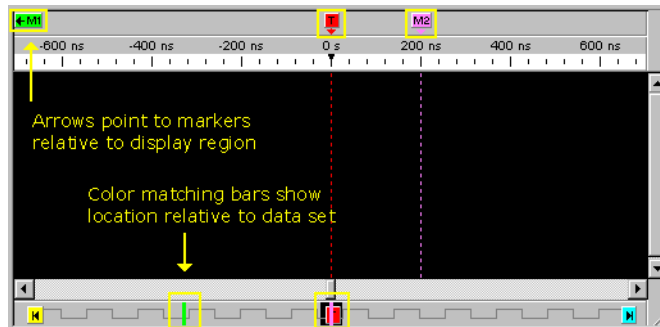 M1 T M2
-600 ns -400 ns -200 ns 0 s 200 ns 400 ns 600 ns
Arrows point to markers
relative to display region
Color matching bars show
location relative to data set